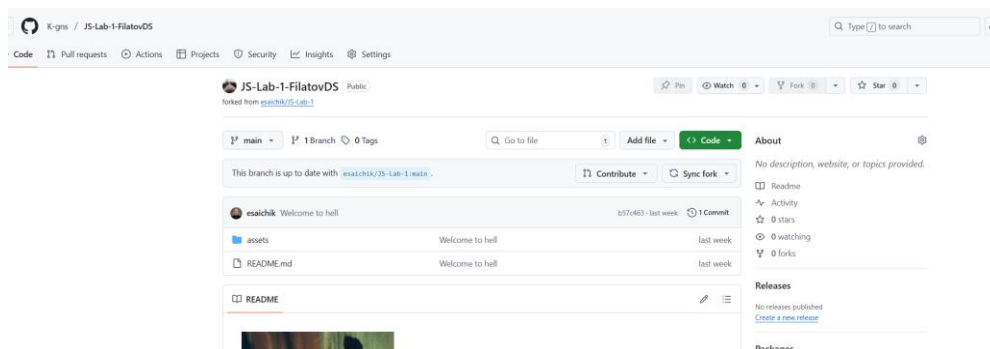 K-gns / JS-Lab-1-FilatovDS
Type / to search
Code Pull requests Actions Projects Security Insights Settings
JS-Lab-1-FilatovDS Public
forked from esaichik/JS-Lab-1
Pin Watch 0 Fork 0 Star 0
main 1 Branch 0 Tags
Go to file t Add file Code
This branch is up to date with esaichik/JS-Lab-1:main .
Contribute Sync fork
esaichik Welcome to hell b57c463 · last week 1 Commit
assets Welcome to hell last week
README.md Welcome to hell last week
README
About
No description, website, or topics provided.
Readme
Activity
0 stars
0 watching
0 forks
Releases
No releases published
Create a new release
Packages